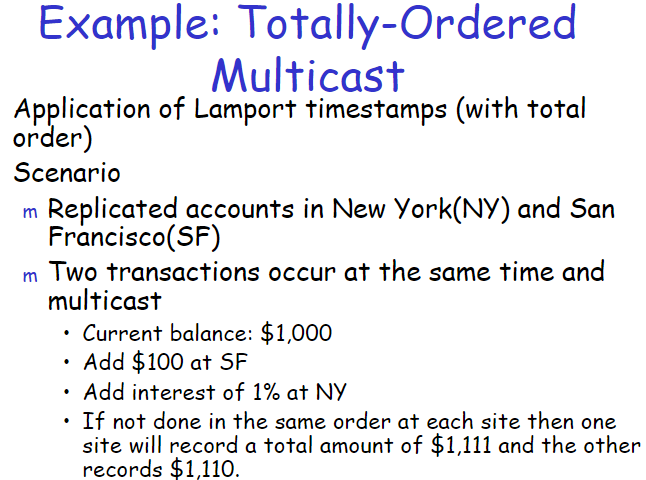 Example: Totally-Ordered
Multicast
Application of Lamport timestamps (with total
order)
Scenario
m Replicated accounts in New York(NY) and San
Francisco(SF)
m Two transactions occur at the same time and
multicast
• Current balance: $1,000
• Add $100 at SF
• Add interest of 1% at NY
• If not done in the same order at each site then one
site will record a total amount of $1,111 and the other
records $1,110.